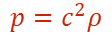 p = c²ρ